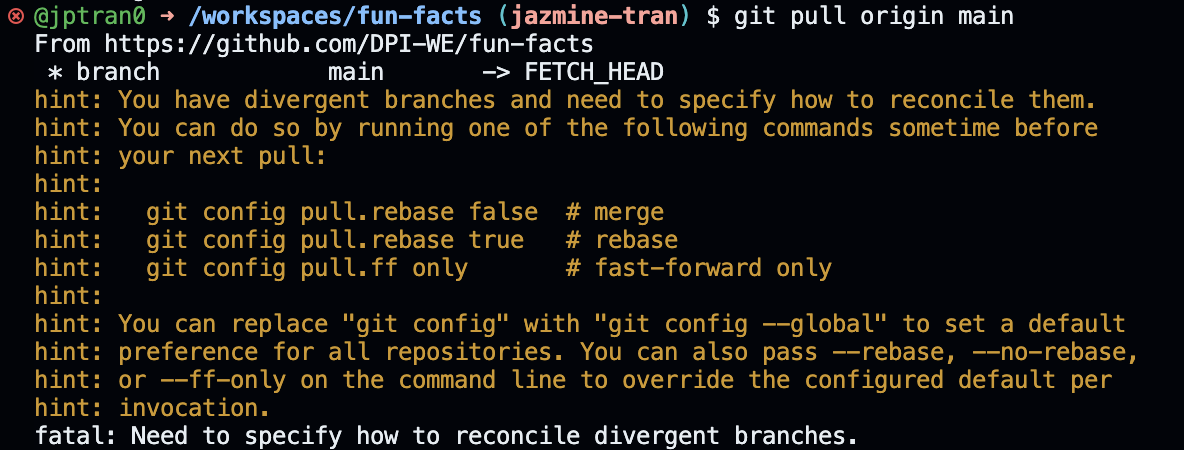 @jptran0 ➜ /workspaces/fun-facts (jazmine-tran) $ git pull origin main
From https://github.com/DPI-WE/fun-facts
 * branch            main       -> FETCH_HEAD
hint: You have divergent branches and need to specify how to reconcile them.
hint: You can do so by running one of the following commands sometime before
hint: your next pull:
hint:
hint:   git config pull.rebase false  # merge
hint:   git config pull.rebase true   # rebase
hint:   git config pull.ff only       # fast-forward only
hint:
hint: You can replace "git config" with "git config --global" to set a default
hint: preference for all repositories. You can also pass --rebase, --no-rebase,
hint: or --ff-only on the command line to override the configured default per
hint: invocation.
fatal: Need to specify how to reconcile divergent branches.